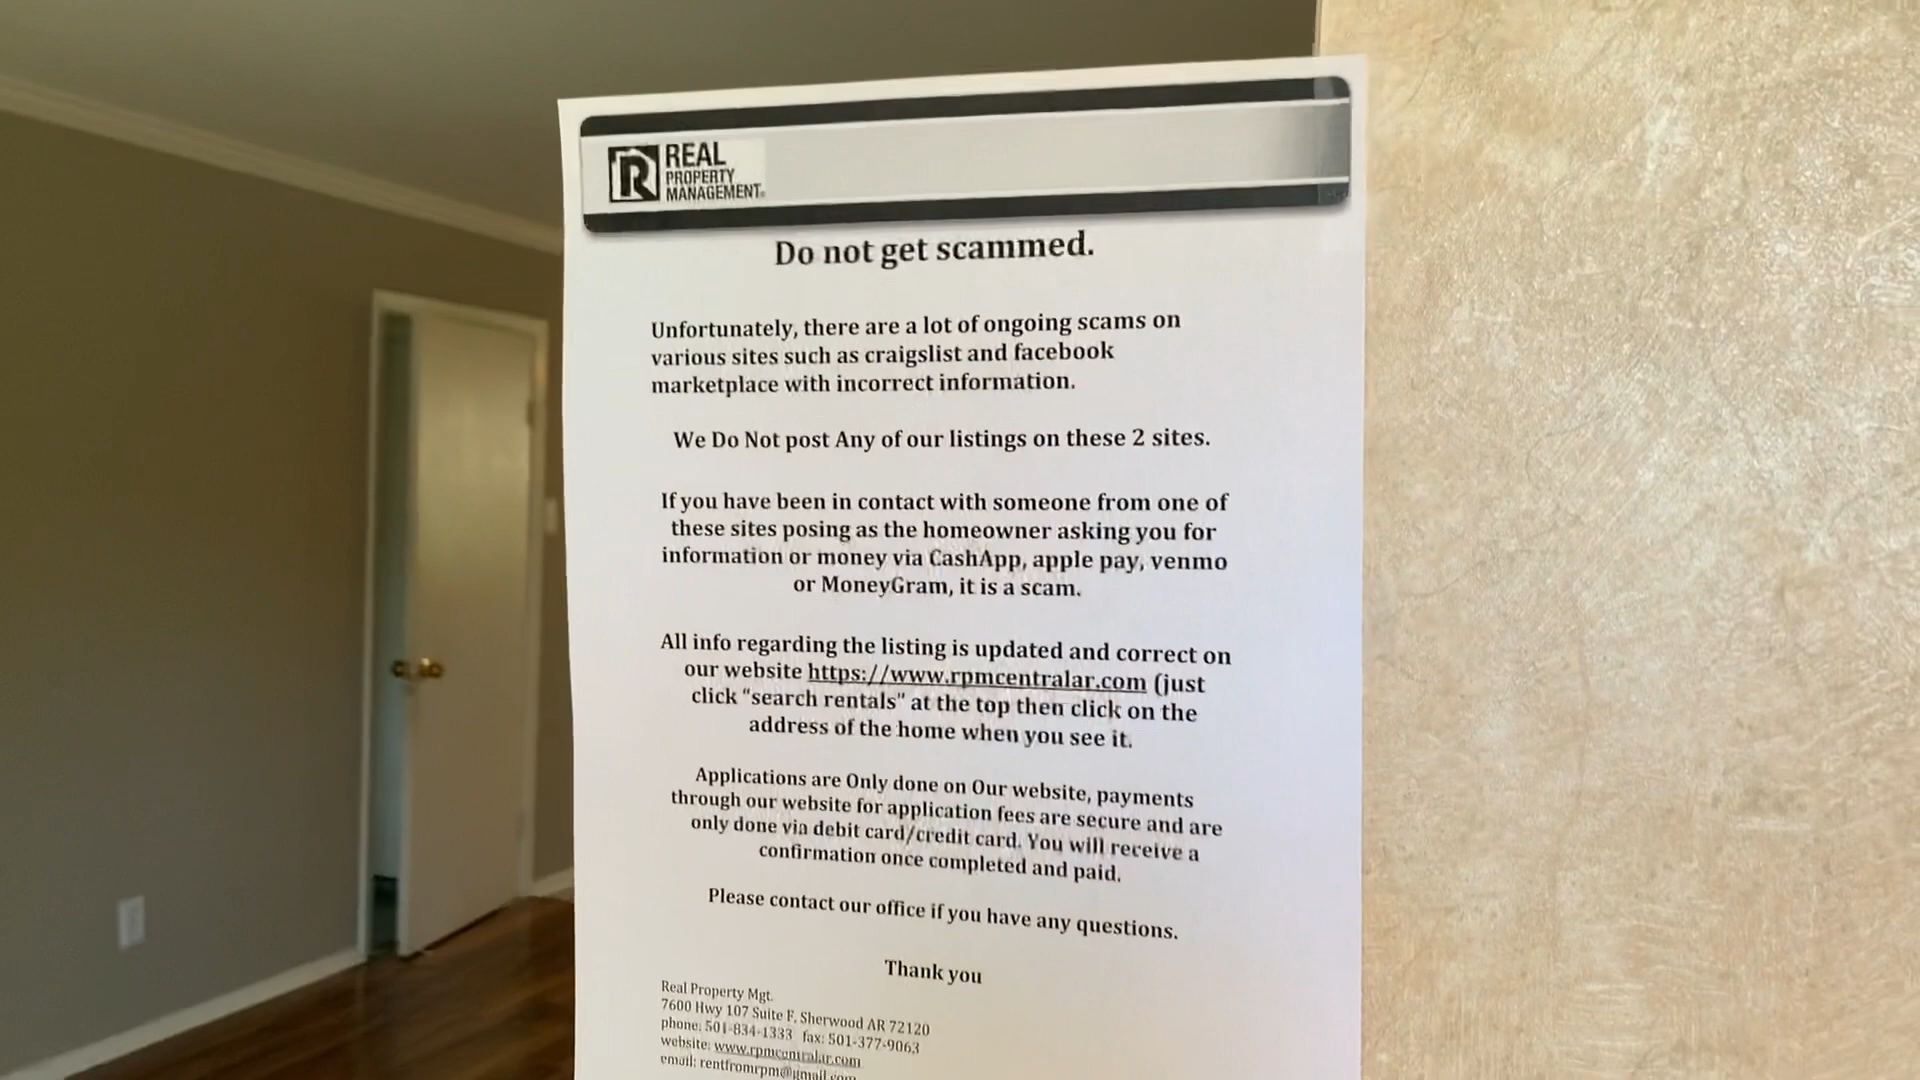 REAL
PROPERTY
MANAGEMENT
Do not get scammed.
Unfortunately, there are a lot of ongoing scams on
various sites such as craigslist and facebook
marketplace with incorrect information.
We Do Not post Any of our listings on these 2 sites.
If you have been in contact with someone from one of
these sites posing as the homeowner asking you for
information or money via CashApp, apple pay, venmo
or MoneyGram, it is a scam.
All info regarding the listing is updated and correct on
our website https://www.rpmcentralar.com (just
click "search rentals" at the top then click on the
address of the home when you see it.
Applications are Only done on Our website, payments
through our website for application fees are secure and are
only done via debit card/credit card. You will receive a
confirmation once completed and paid.
Please contact our office if you have any questions.
Thank you
Real Property Mgt.
7600 Hwy 107 Suite F, Sherwood AR 72120
phone: 501-834-1333 fax: 501-377-9063
website: www.rpmcentralar.com
email: rentfromrpm@gmail.com